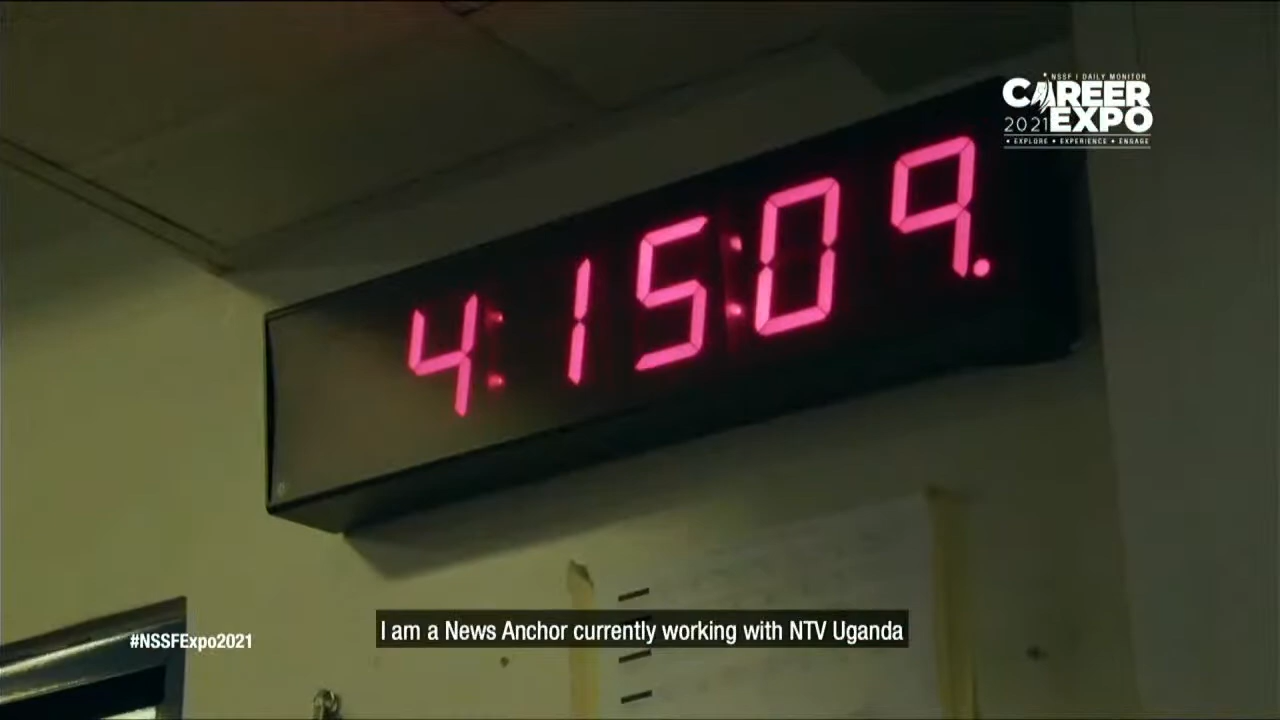 NSSF | DAILY MONITOR
CAREER
2021 EXPO
• EXPLORE • EXPERIENCE • ENGAGE
4:15:09.
I am a News Anchor currently working with NTV Uganda
#NSSFExpo2021